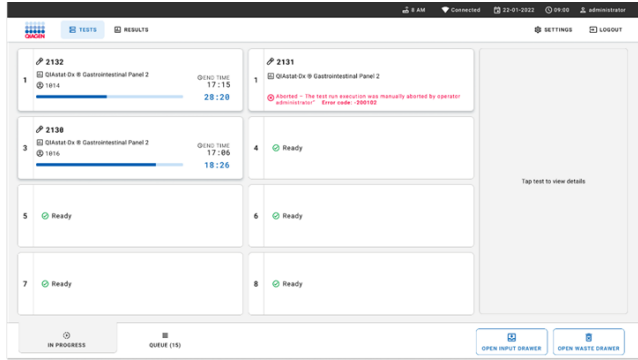 0 AM Connected 22-01-2022 09:00 administrator
QIAGEN TESTS RESULTS SETTINGS LOGOUT
1
2132
QIAstat-Dx ® Gastrointestinal Panel 2
1014
END TIME
17:15
28:20
1
2131
QIAstat-Dx ® Gastrointestinal Panel 2
Aborted – The test run execution was manually aborted by operator
administrator" Error code: -200102
3
2130
QIAstat-Dx ® Gastrointestinal Panel 2
1016
END TIME
17:06
18:26
4 Ready
Tap test to view details
5 Ready
6 Ready
7 Ready
8 Ready
IN PROGRESS
QUEUE (15)
OPEN INPUT DRAWER
OPEN WASTE DRAWER